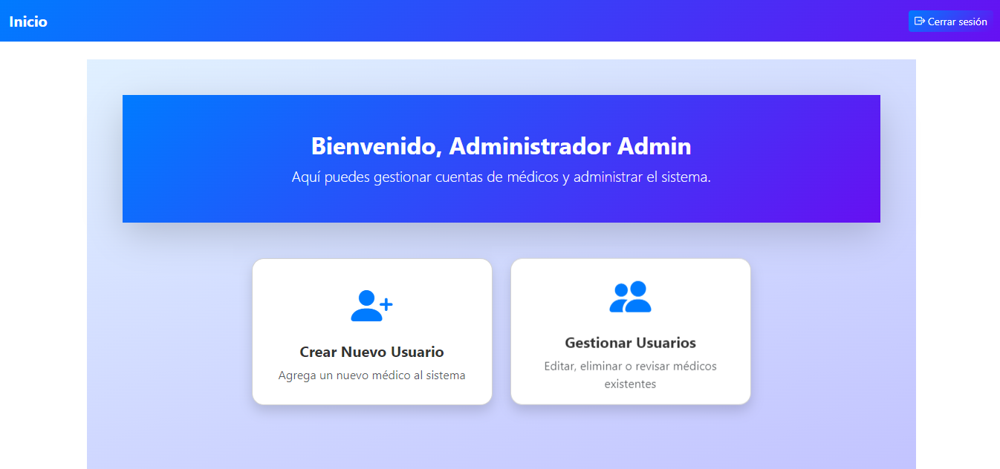 Inicio
Cerrar sesión
Bienvenido, Administrador Admin
Aquí puedes gestionar cuentas de médicos y administrar el sistema.
Crear Nuevo Usuario
Agrega un nuevo médico al sistema
Gestionar Usuarios
Editar, eliminar o revisar médicos
existentes